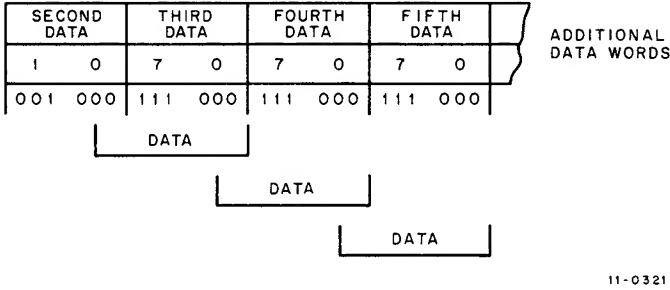 SECOND DATA THIRD DATA FOURTH DATA FIFTH DATA
ADDITIONAL DATA WORDS
1 0 7 0 7 0 7 0
001 000 111 000 111 000 111 000
DATA
DATA
DATA
11-0321